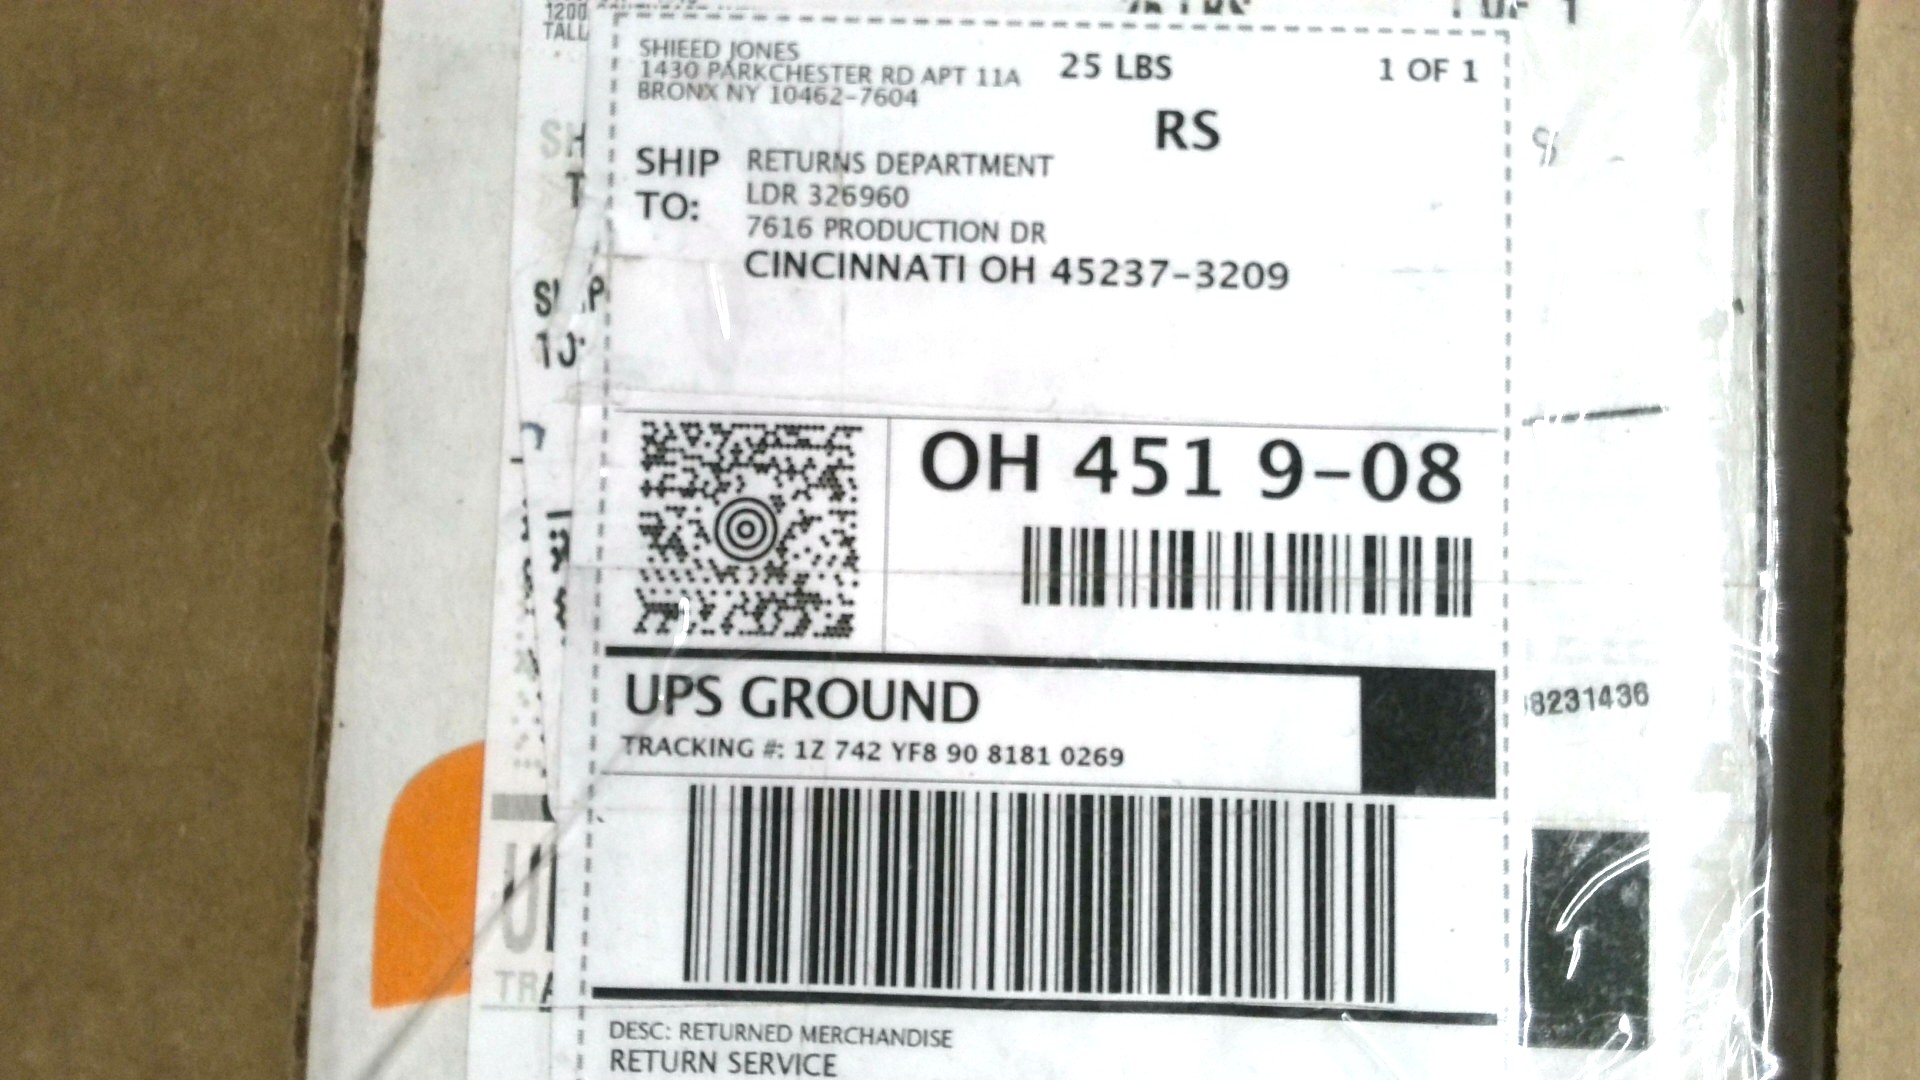 1200
TALL
SHIEED JONES
1430 PARKCHESTER RD APT 11A
BRONX NY 10462-7604
25 LBS
1 OF 1
RS
SHIP TO:
RETURNS DEPARTMENT
LDR 326960
7616 PRODUCTION DR
CINCINNATI OH 45237-3209
OH 451 9-08
UPS GROUND
TRACKING #: 1Z 742 YF8 90 8181 0269
8231436
DESC: RETURNED MERCHANDISE
RETURN SERVICE